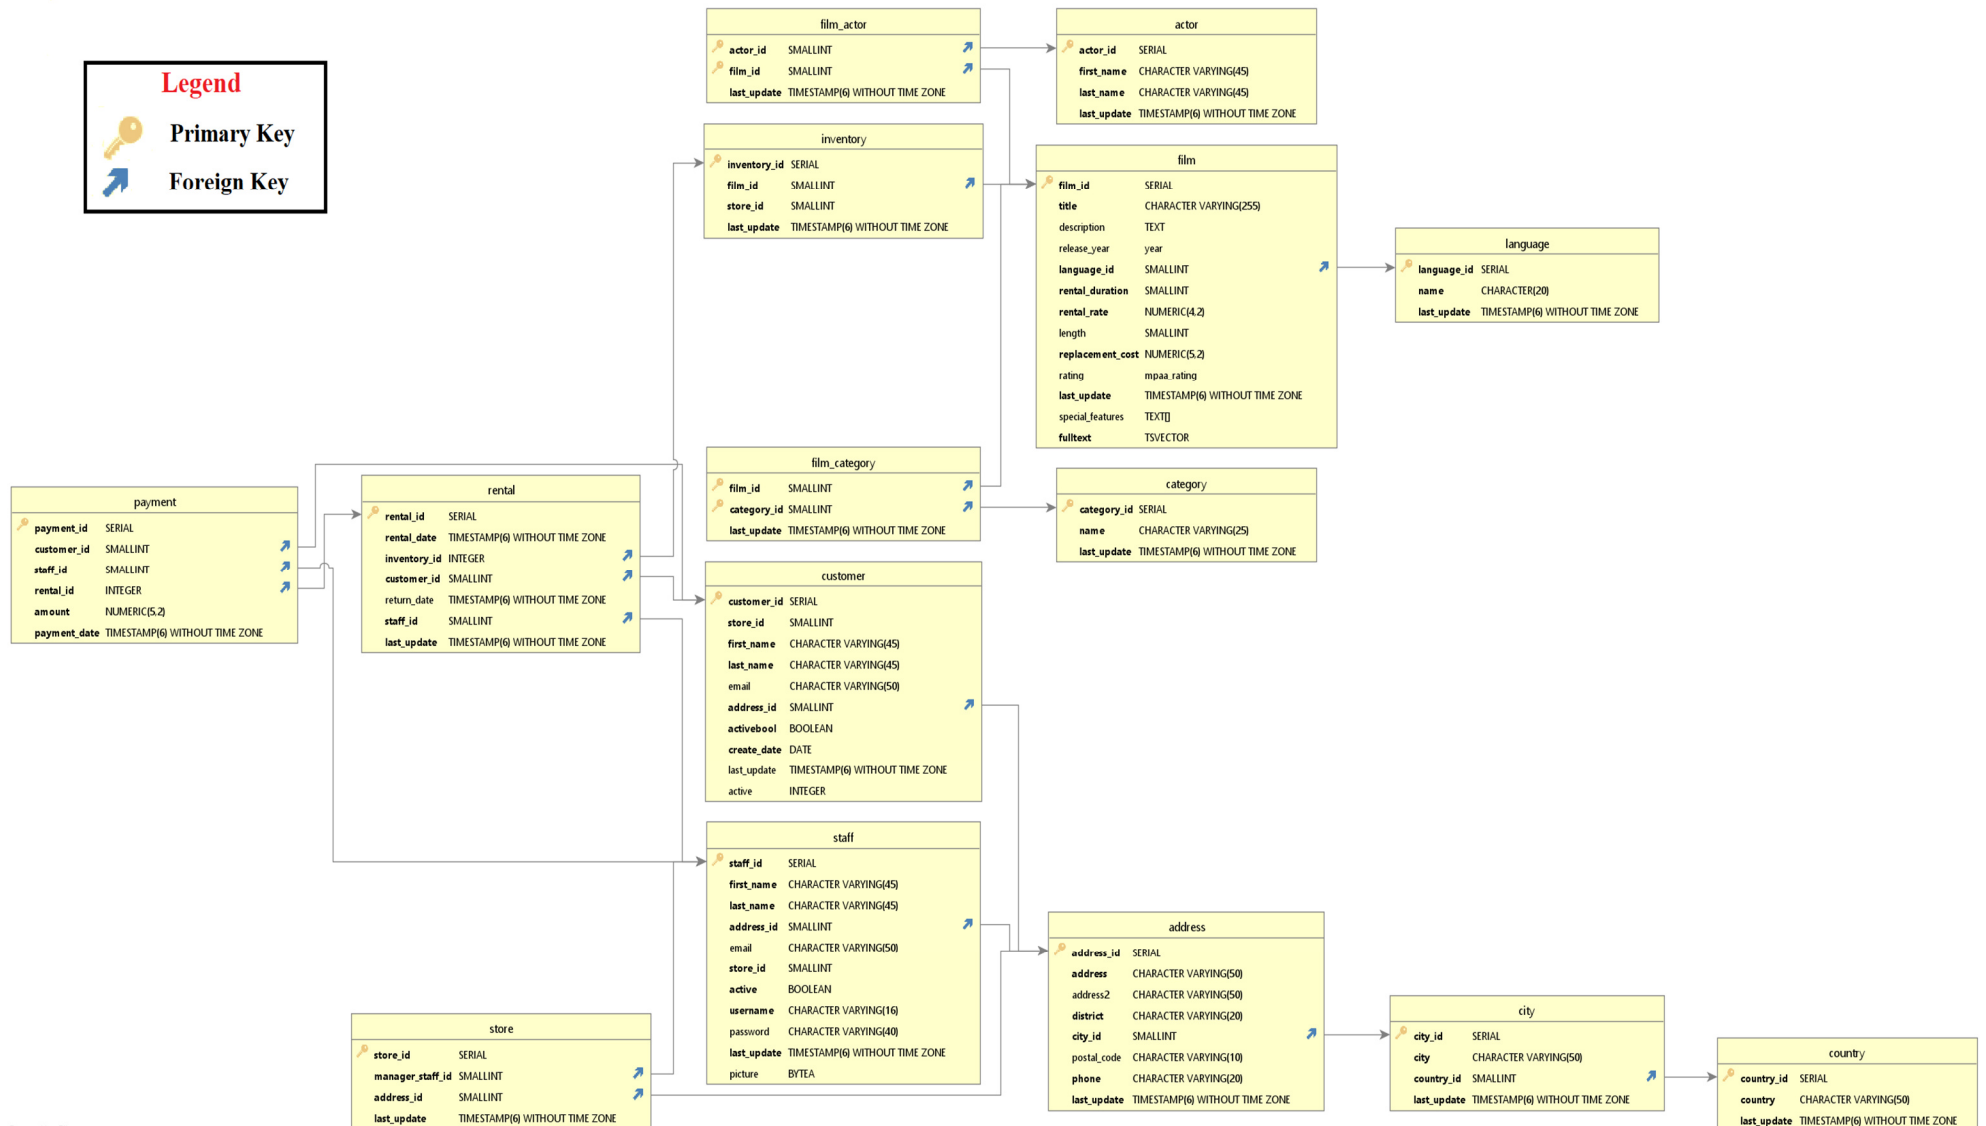 Legend
Primary Key
Foreign Key
film_actor
actor_id SMALLINT
film_id SMALLINT
last_update TIMESTAMP(6) WITHOUT TIME ZONE
actor
actor_id SERIAL
first_name CHARACTER VARYING(45)
last_name CHARACTER VARYING(45)
last_update TIMESTAMP(6) WITHOUT TIME ZONE
inventory
inventory_id SERIAL
film_id SMALLINT
store_id SMALLINT
last_update TIMESTAMP(6) WITHOUT TIME ZONE
film
film_id SERIAL
title CHARACTER VARYING(255)
description TEXT
release_year year
language_id SMALLINT
rental_duration SMALLINT
rental_rate NUMERIC(4,2)
length SMALLINT
replacement_cost NUMERIC(5,2)
rating mpaa_rating
last_update TIMESTAMP(6) WITHOUT TIME ZONE
special_features TEXT[]
fulltext TSVECTOR
language
language_id SERIAL
name CHARACTER(20)
last_update TIMESTAMP(6) WITHOUT TIME ZONE
payment
payment_id SERIAL
customer_id SMALLINT
staff_id SMALLINT
rental_id INTEGER
amount NUMERIC(5,2)
payment_date TIMESTAMP(6) WITHOUT TIME ZONE
rental
rental_id SERIAL
rental_date TIMESTAMP(6) WITHOUT TIME ZONE
inventory_id INTEGER
customer_id SMALLINT
return_date TIMESTAMP(6) WITHOUT TIME ZONE
staff_id SMALLINT
last_update TIMESTAMP(6) WITHOUT TIME ZONE
film_category
film_id SMALLINT
category_id SMALLINT
last_update TIMESTAMP(6) WITHOUT TIME ZONE
category
category_id SERIAL
name CHARACTER VARYING(25)
last_update TIMESTAMP(6) WITHOUT TIME ZONE
customer
customer_id SERIAL
store_id SMALLINT
first_name CHARACTER VARYING(45)
last_name CHARACTER VARYING(45)
email CHARACTER VARYING(50)
address_id SMALLINT
activebool BOOLEAN
create_date DATE
last_update TIMESTAMP(6) WITHOUT TIME ZONE
active INTEGER
staff
staff_id SERIAL
first_name CHARACTER VARYING(45)
last_name CHARACTER VARYING(45)
address_id SMALLINT
email CHARACTER VARYING(50)
store_id SMALLINT
active BOOLEAN
username CHARACTER VARYING(16)
password CHARACTER VARYING(40)
last_update TIMESTAMP(6) WITHOUT TIME ZONE
picture BYTEA
store
store_id SERIAL
manager_staff_id SMALLINT
address_id SMALLINT
last_update TIMESTAMP(6) WITHOUT TIME ZONE
address
address_id SERIAL
address CHARACTER VARYING(50)
address2 CHARACTER VARYING(50)
district CHARACTER VARYING(20)
city_id SMALLINT
postal_code CHARACTER VARYING(10)
phone CHARACTER VARYING(20)
last_update TIMESTAMP(6) WITHOUT TIME ZONE
city
city_id SERIAL
city CHARACTER VARYING(50)
country_id SMALLINT
last_update TIMESTAMP(6) WITHOUT TIME ZONE
country
country_id SERIAL
country CHARACTER VARYING(50)
last_update TIMESTAMP(6) WITHOUT TIME ZONE